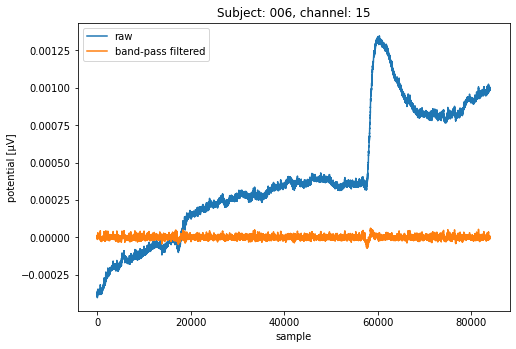 Subject: 006, channel: 15
raw
band-pass filtered
potential [μV]
0.00125
0.00100
0.00075
0.00050
0.00025
0.00000
−0.00025
0 20000 40000 60000 80000
sample